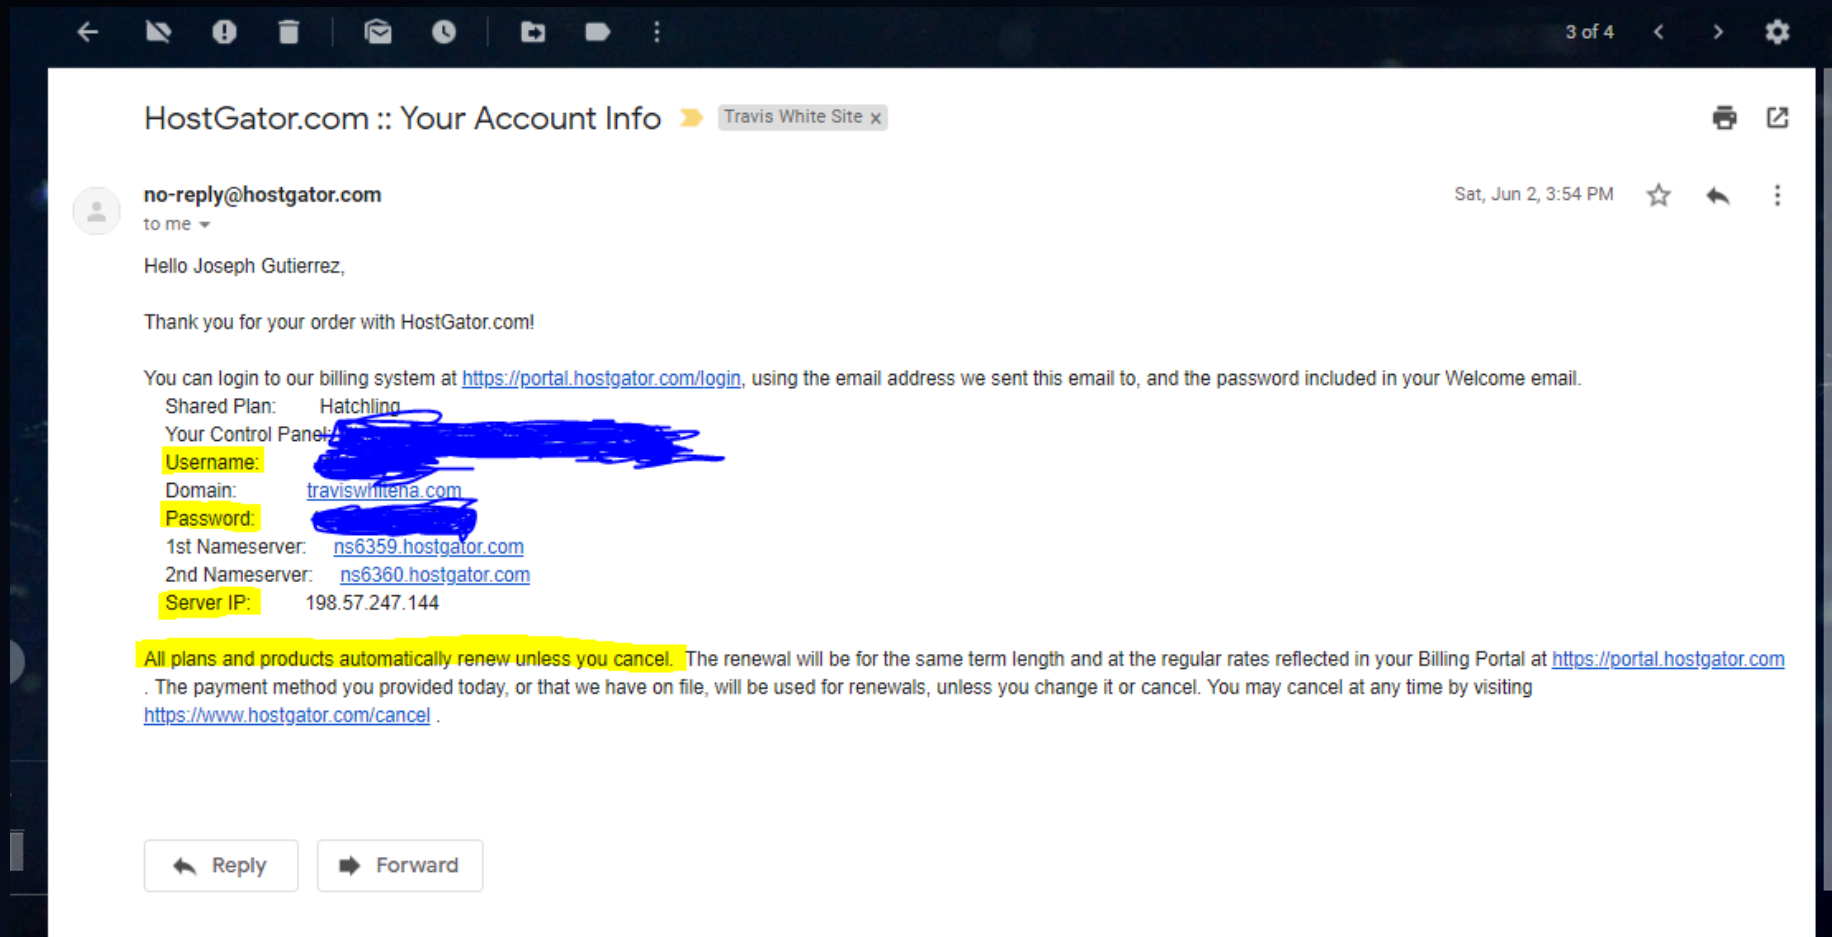 3 of 4
HostGator.com :: Your Account Info
Travis White Site x
no-reply@hostgator.com
Sat, Jun 2, 3:54 PM
to me
Hello Joseph Gutierrez,
Thank you for your order with HostGator.com!
You can login to our billing system at https://portal.hostgator.com/login, using the email address we sent this email to, and the password included in your Welcome email.
Shared Plan: Hatchling
Your Control Panel:
Username:
Domain: traviswhitena.com
Password:
1st Nameserver: ns6359.hostgator.com
2nd Nameserver: ns6360.hostgator.com
Server IP: 198.57.247.144
All plans and products automatically renew unless you cancel. The renewal will be for the same term length and at the regular rates reflected in your Billing Portal at https://portal.hostgator.com
. The payment method you provided today, or that we have on file, will be used for renewals, unless you change it or cancel. You may cancel at any time by visiting
https://www.hostgator.com/cancel .
Reply
Forward